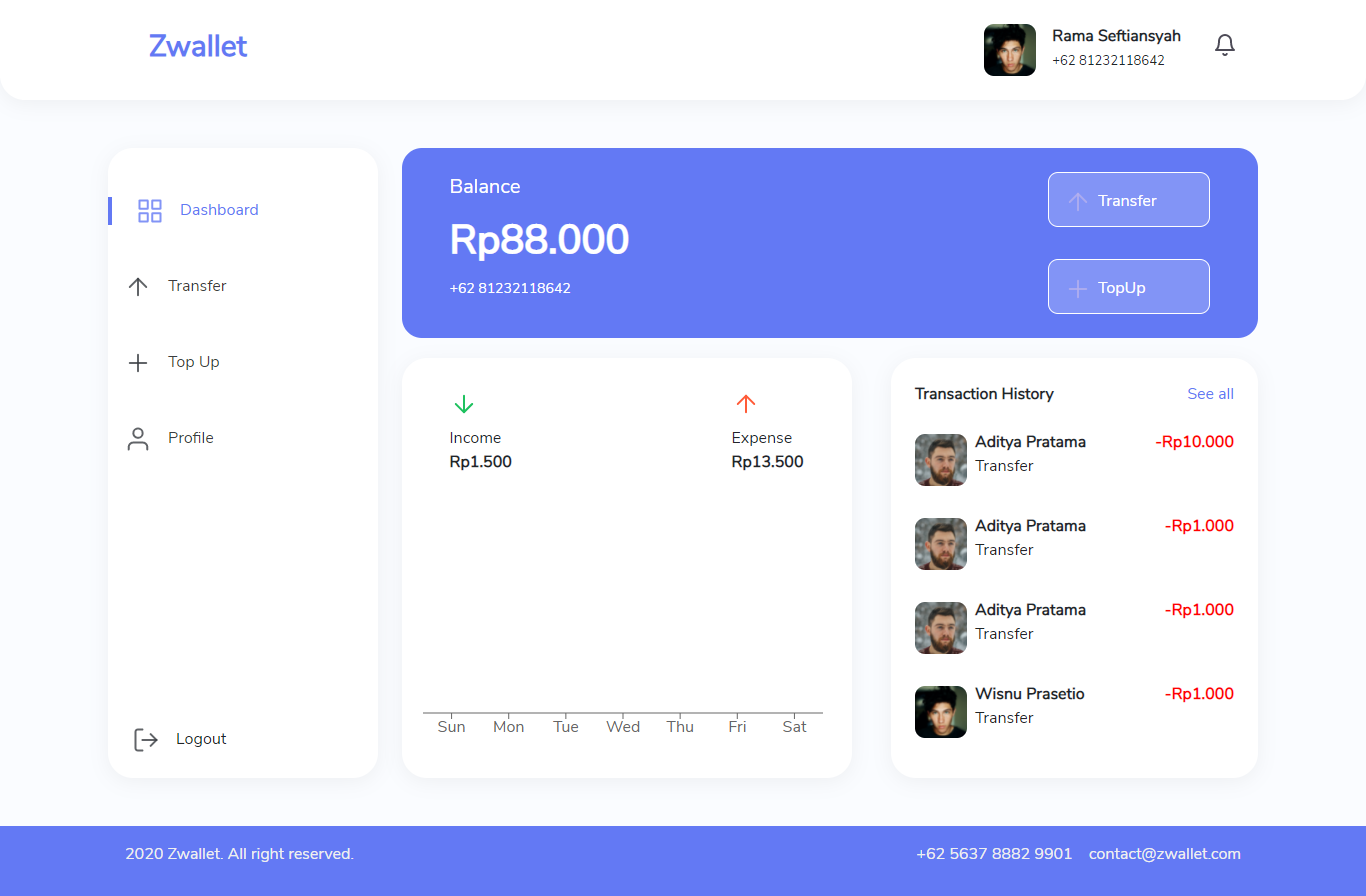 Zwallet
Rama Seftiansyah
+62 81232118642
Dashboard
Transfer
Top Up
Profile
Logout
Balance
Rp88.000
+62 81232118642
Transfer
TopUp
Income
Rp1.500
Expense
Rp13.500
Sun Mon Tue Wed Thu Fri Sat
Transaction History See all
Aditya Pratama -Rp10.000
Transfer
Aditya Pratama -Rp1.000
Transfer
Aditya Pratama -Rp1.000
Transfer
Wisnu Prasetio -Rp1.000
Transfer
2020 Zwallet. All right reserved.
+62 5637 8882 9901 contact@zwallet.com